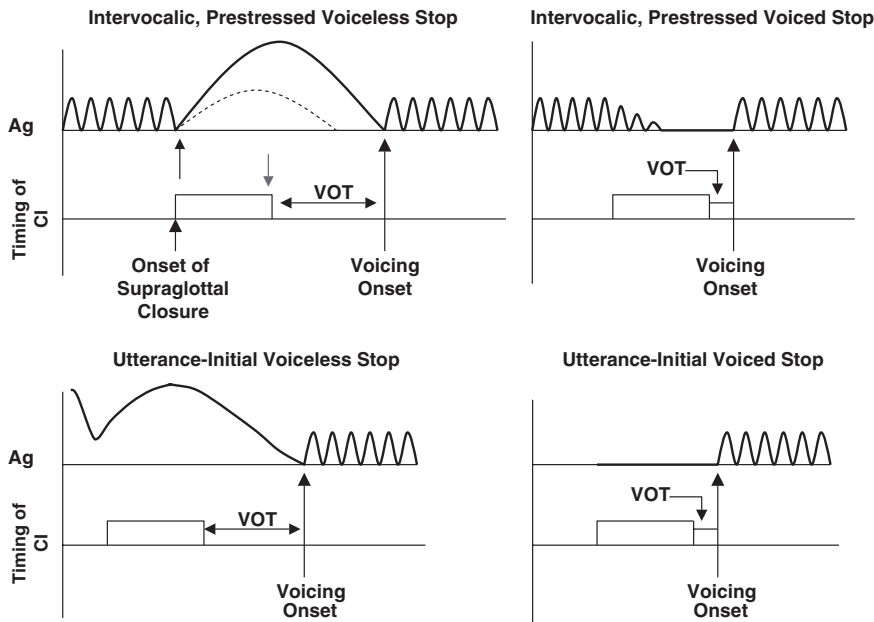 Intervocalic, Prestressed Voiceless Stop
Ag
Timing of
CI
VOT
Onset of
Supraglottal
Closure
Voicing
Onset
Intervocalic, Prestressed Voiced Stop
VOT
Voicing
Onset
Utterance-Initial Voiceless Stop
Ag
Timing of
CI
VOT
Voicing
Onset
Utterance-Initial Voiced Stop
VOT
Voicing
Onset